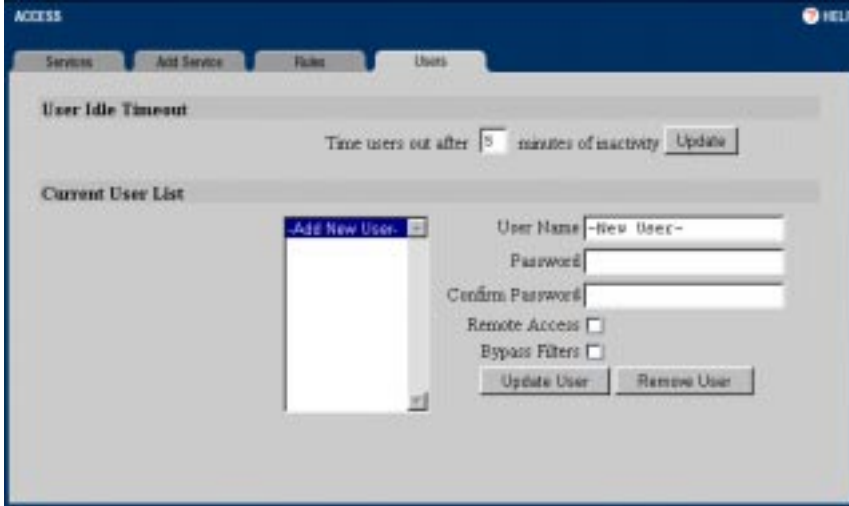 ACCESS
HELP
Services Add Service Rules Users
User Idle Timeout
Time users out after 5 minutes of inactivity Update
Current User List
-Add New User-
User Name -New User-
Password
Confirm Password
Remote Access
Bypass Filters
Update User Remove User